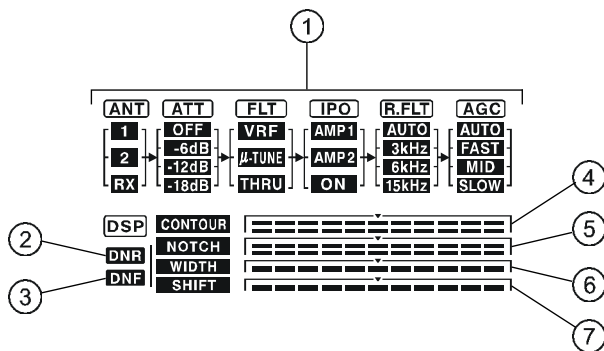 1
ANT ATT FLT IPO R.FLT AGC
1 OFF VRF AMP1 AUTO AUTO
-6dB 3kHz FAST
2 μ-TUNE AMP2 MID
-12dB 6kHz
RX -18dB THRU ON 15kHz SLOW
DSP CONTOUR 4
2 DNR NOTCH 5
3 DNF WIDTH 6
SHIFT 7